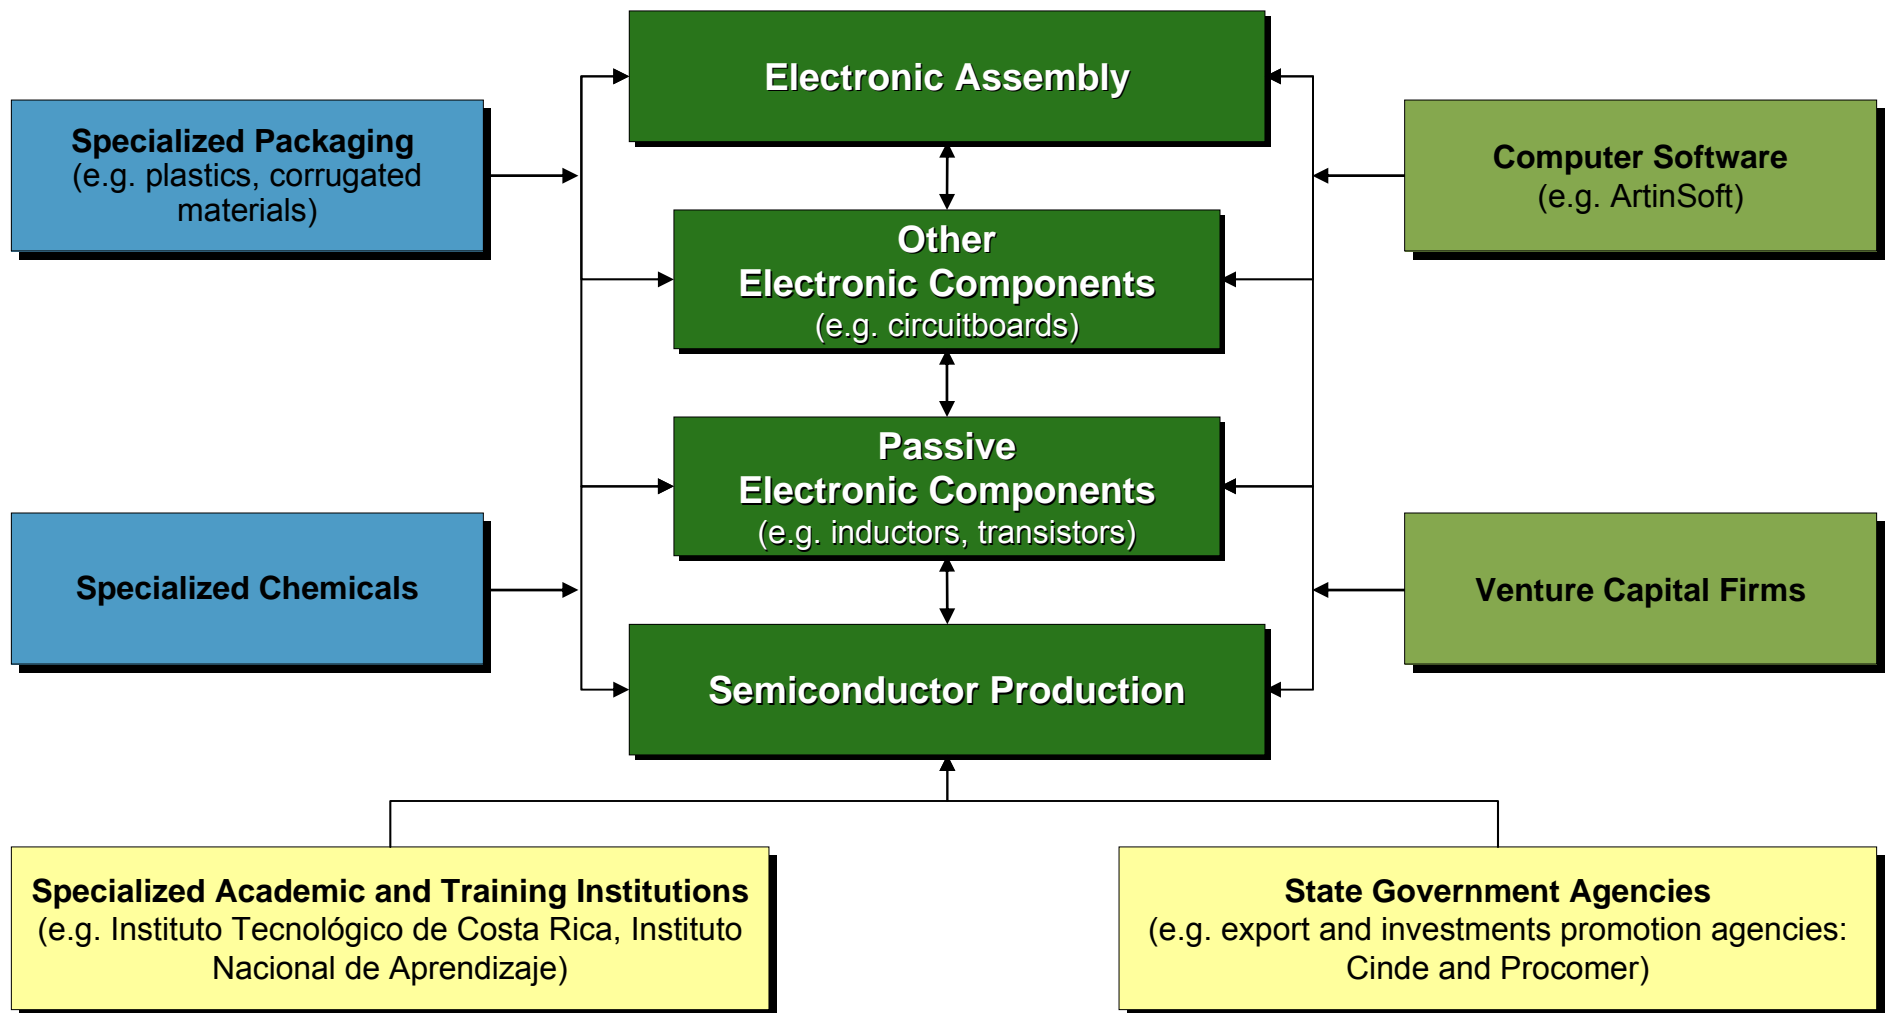 Electronic Assembly
Specialized Packaging
(e.g. plastics, corrugated
materials)
Computer Software
(e.g. ArtinSoft)
Other
Electronic Components
(e.g. circuitboards)
Passive
Electronic Components
(e.g. inductors, transistors)
Specialized Chemicals
Venture Capital Firms
Semiconductor Production
Specialized Academic and Training Institutions
(e.g. Instituto Tecnológico de Costa Rica, Instituto
Nacional de Aprendizaje)
State Government Agencies
(e.g. export and investments promotion agencies:
Cinde and Procomer)